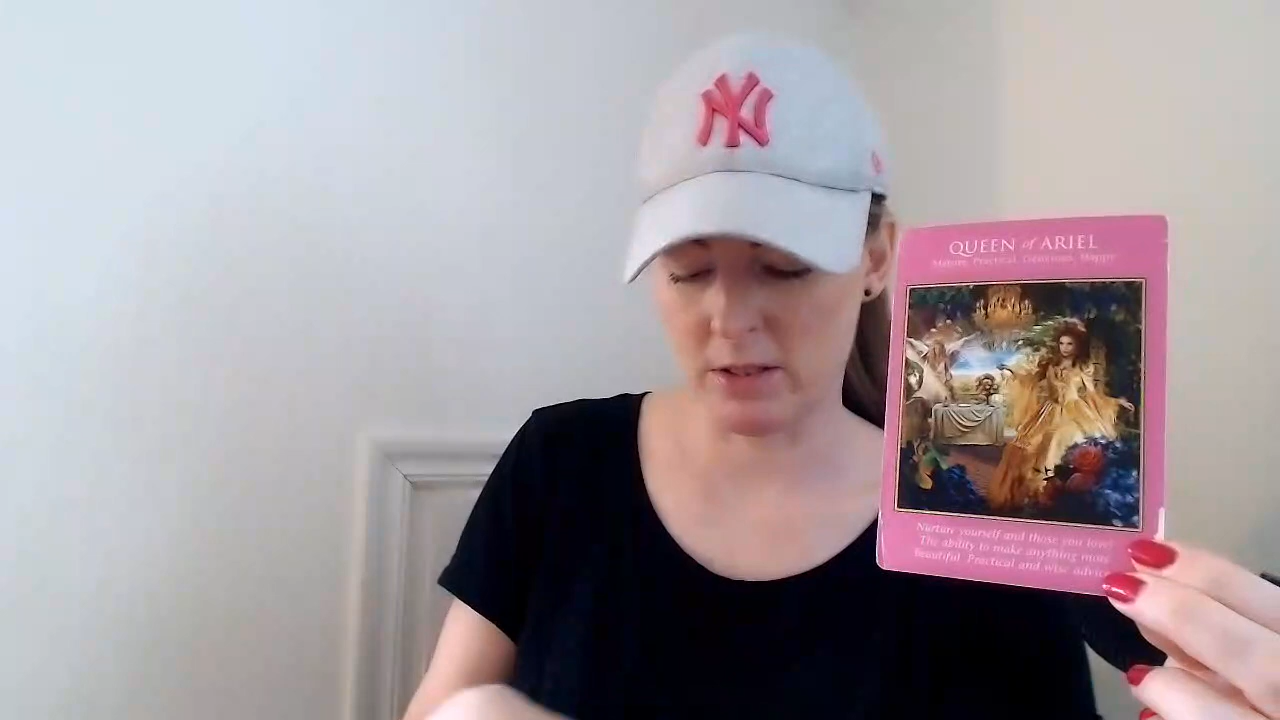 NY
QUEEN of ARIEL
Mature, Practical, Generous, Happy
Nurture yourself and those you love
The ability to make anything more
beautiful. Practical and wise advice